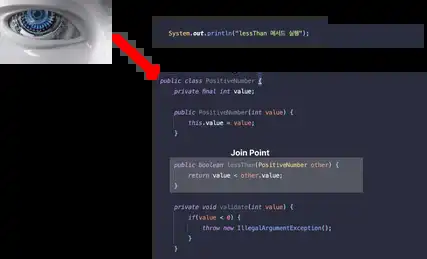 System.out.println("lessThan 메서드 실행");
public class PositiveNumber {
private final int value;
public PositiveNumber(int value) {
this.value = value;
}
Join Point
public boolean lessThan(PositiveNumber other) {
return value < other.value;
}
private void validate(int value) {
if(value < 0) {
throw new IllegalArgumentException();
}
}